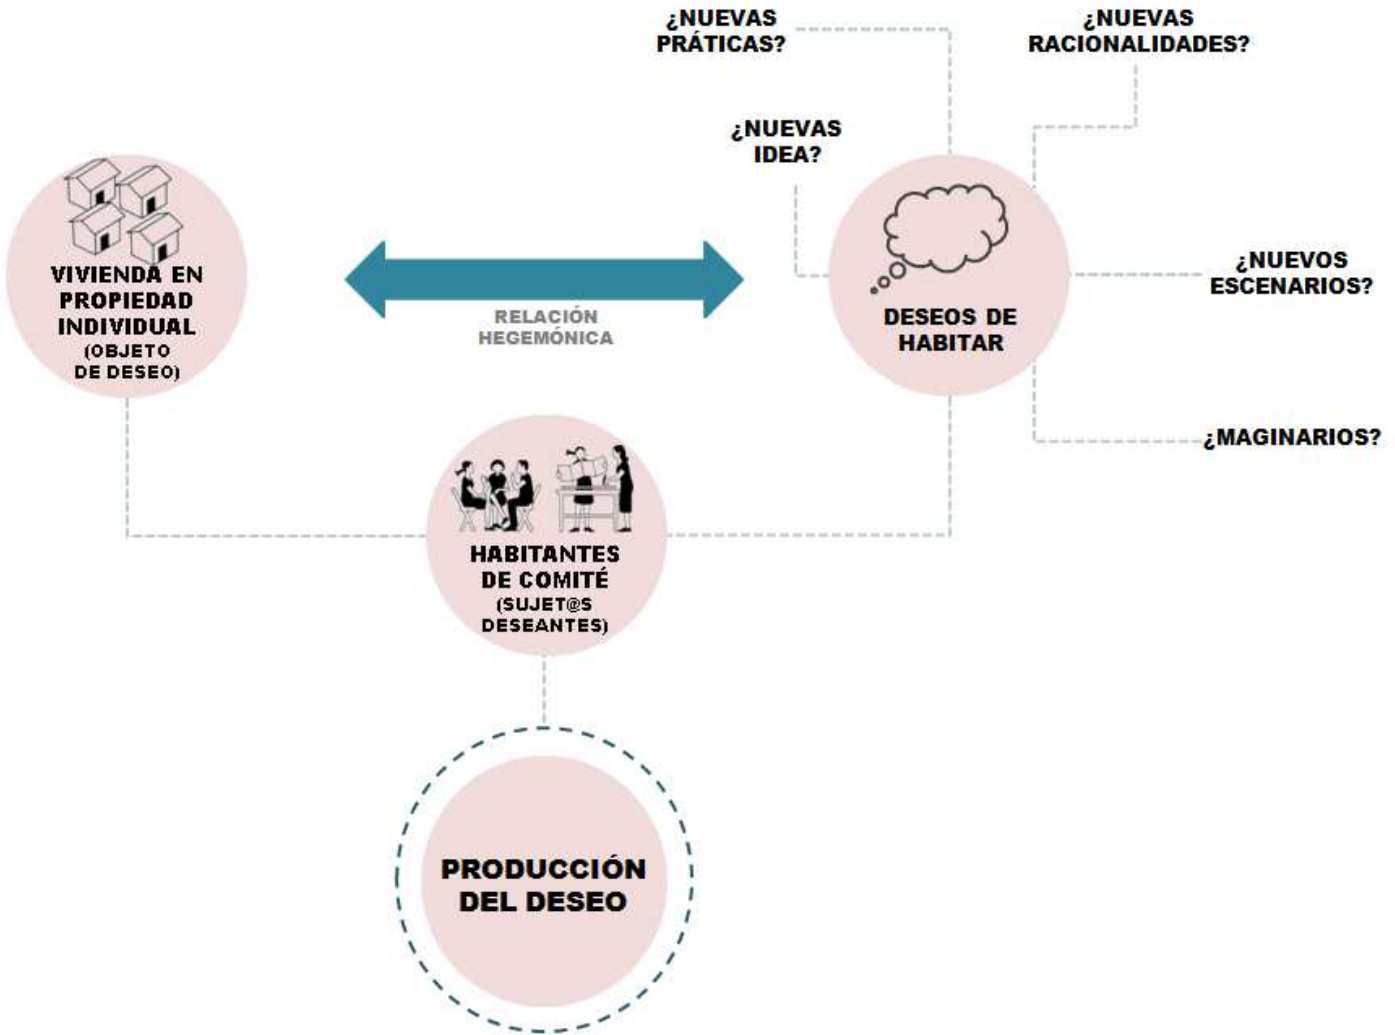 ¿NUEVAS
PRÁTICAS?
¿NUEVAS
RACIONALIDADES?
¿NUEVAS
IDEA?
VIVIENDA EN
PROPIEDAD
INDIVIDUAL
(OBJETO
DE DESEO)
RELACIÓN
HEGEMÓNICA
DESEOS DE
HABITAR
¿NUEVOS
ESCENARIOS?
¿MAGINARIOS?
HABITANTES
DE COMITÉ
(SUJET@S
DESEANTES)
PRODUCCIÓN
DEL DESEO